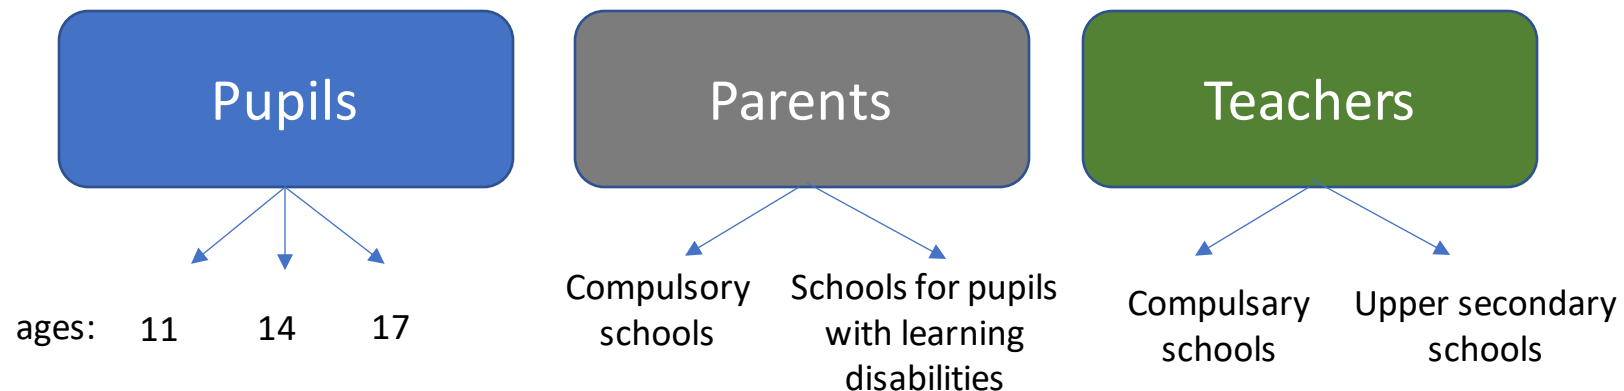 Pupils
Parents
Teachers
ages: 11 14 17
Compulsory
schools
Schools for pupils
with learning
disabilities
Compulsary
schools
Upper secondary
schools